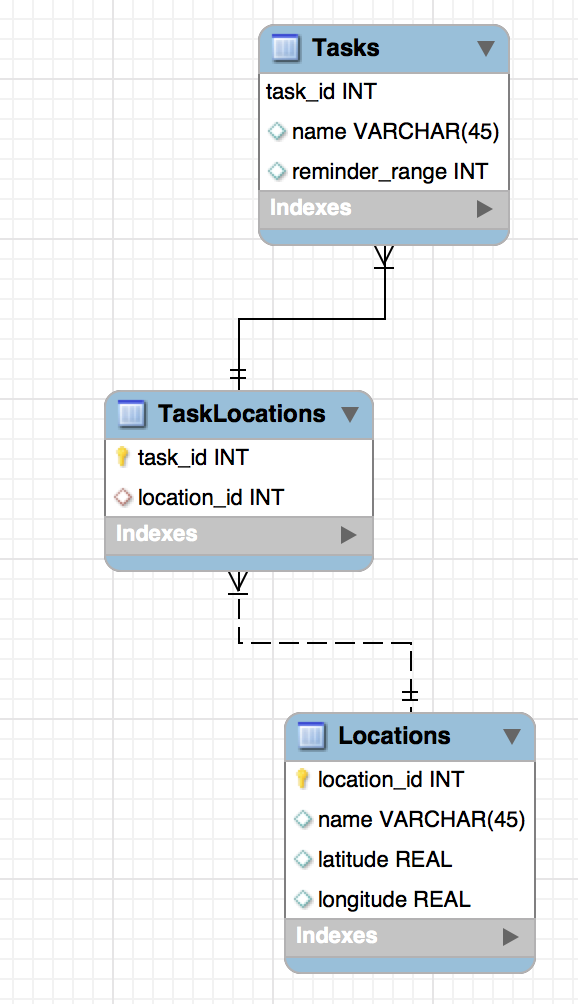 Tasks
task_id INT
name VARCHAR(45)
reminder_range INT
Indexes
TaskLocations
task_id INT
location_id INT
Indexes
Locations
location_id INT
name VARCHAR(45)
latitude REAL
longitude REAL
Indexes